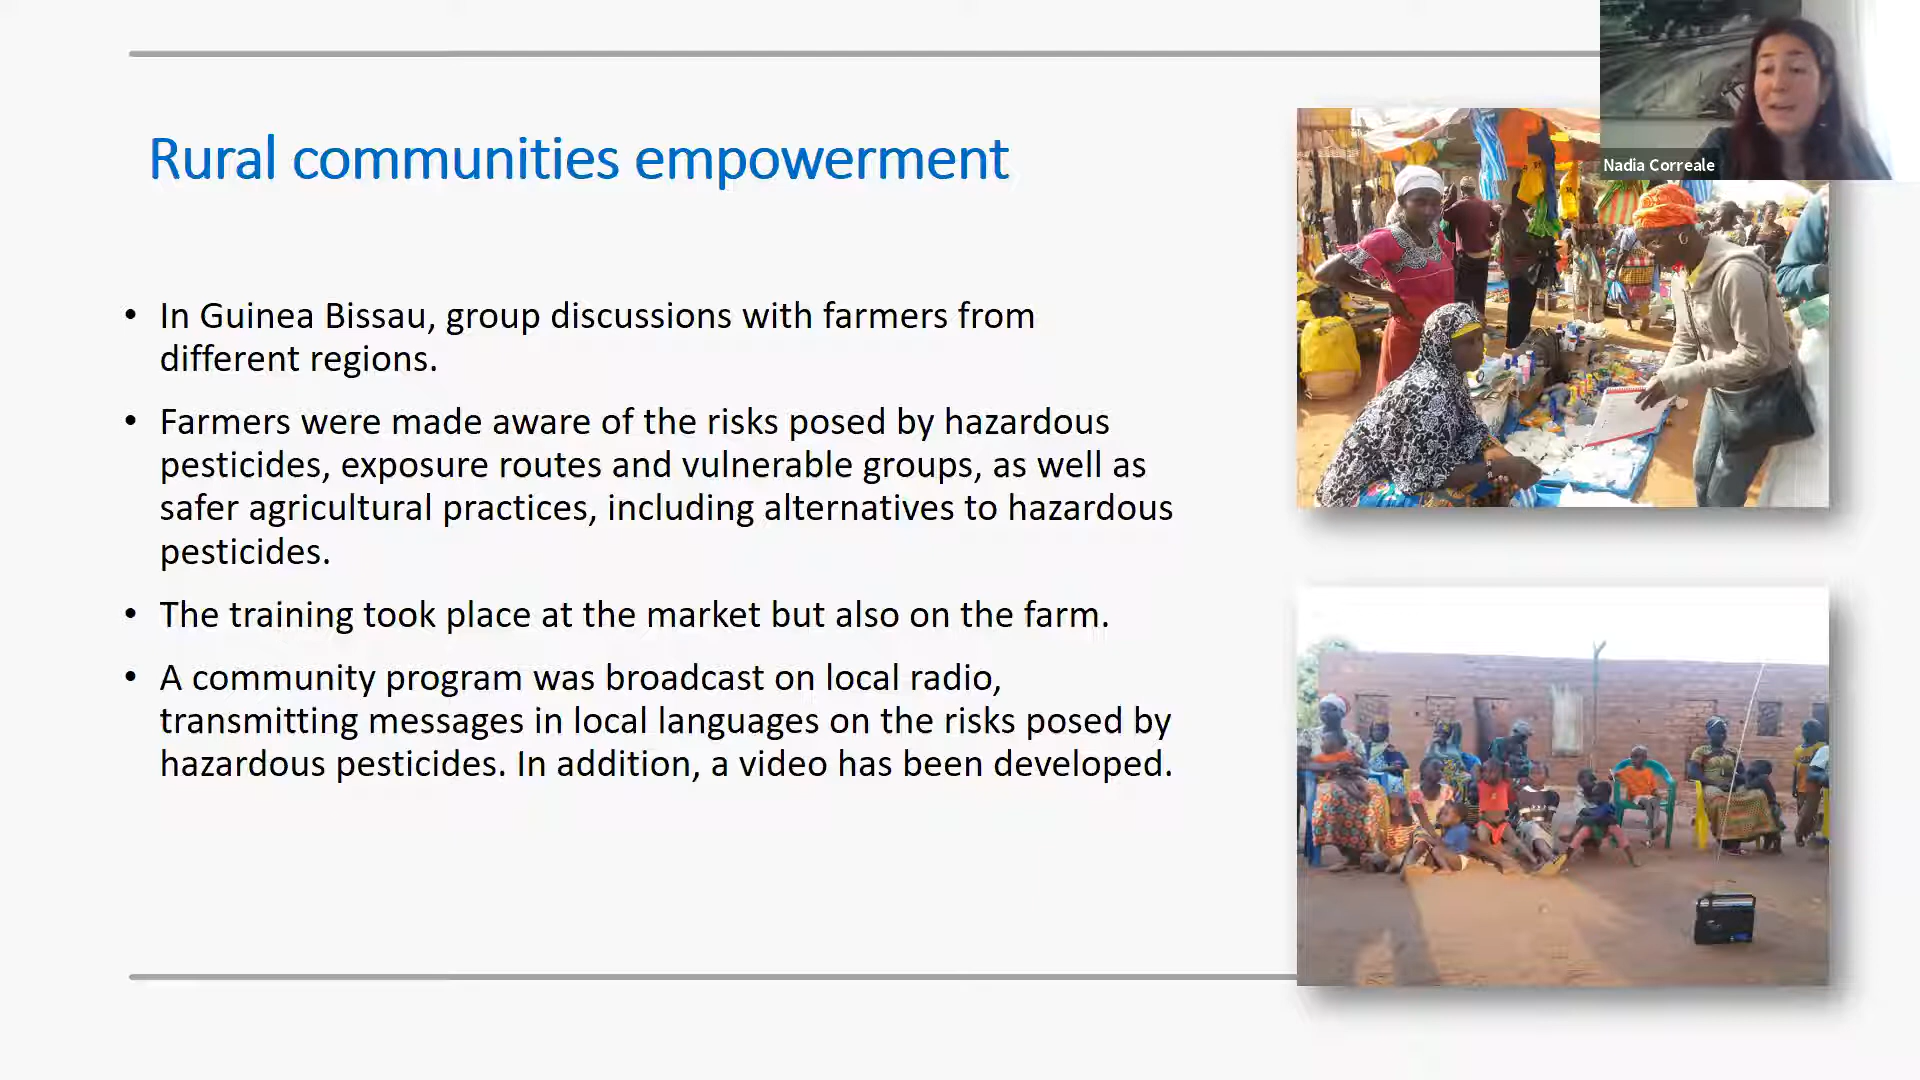 Nadia Correale
Rural communities empowerment
• In Guinea Bissau, group discussions with farmers from
different regions.
• Farmers were made aware of the risks posed by hazardous
pesticides, exposure routes and vulnerable groups, as well as
safer agricultural practices, including alternatives to hazardous
pesticides.
• The training took place at the market but also on the farm.
• A community program was broadcast on local radio,
transmitting messages in local languages on the risks posed by
hazardous pesticides. In addition, a video has been developed.